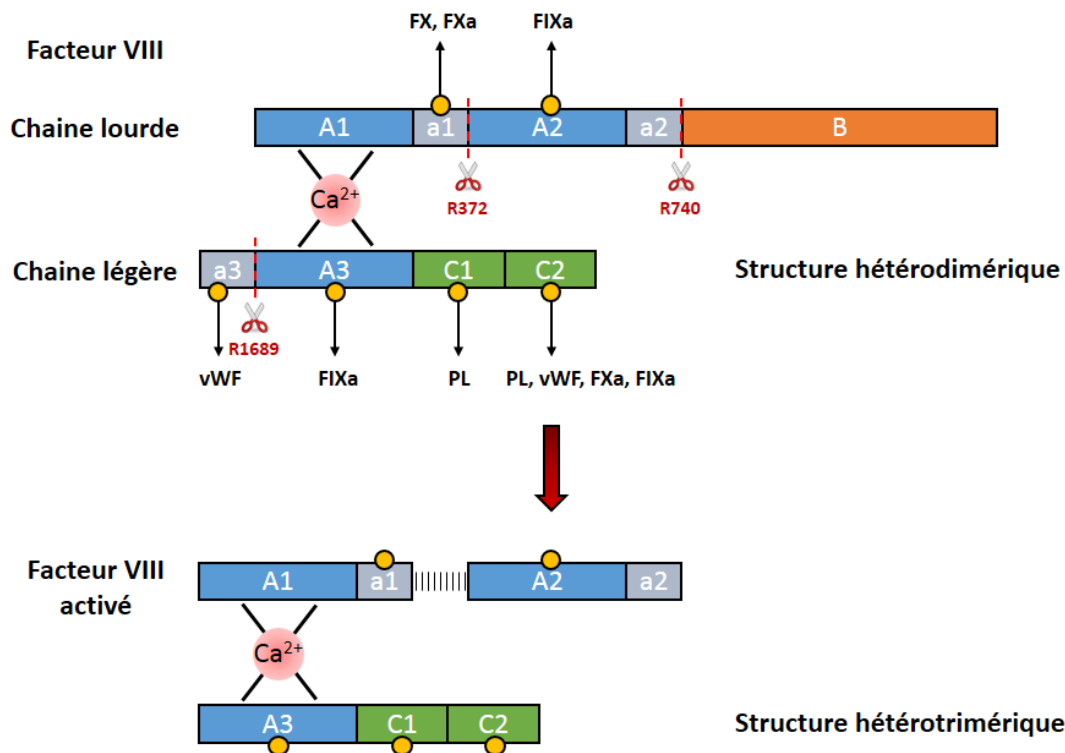 FX, FXa FIXa
Facteur VIII
Chaine lourde A1 a1 A2 a2 B
Ca²⁺ R372 R740
Chaine légère a3 A3 C1 C2 Structure hétérodimérique
R1689
vWF FIXa PL PL, vWF, FXa, FIXa
Facteur VIII
activé
A1 a1 A2 a2
Ca²⁺
A3 C1 C2 Structure hétérotrimérique